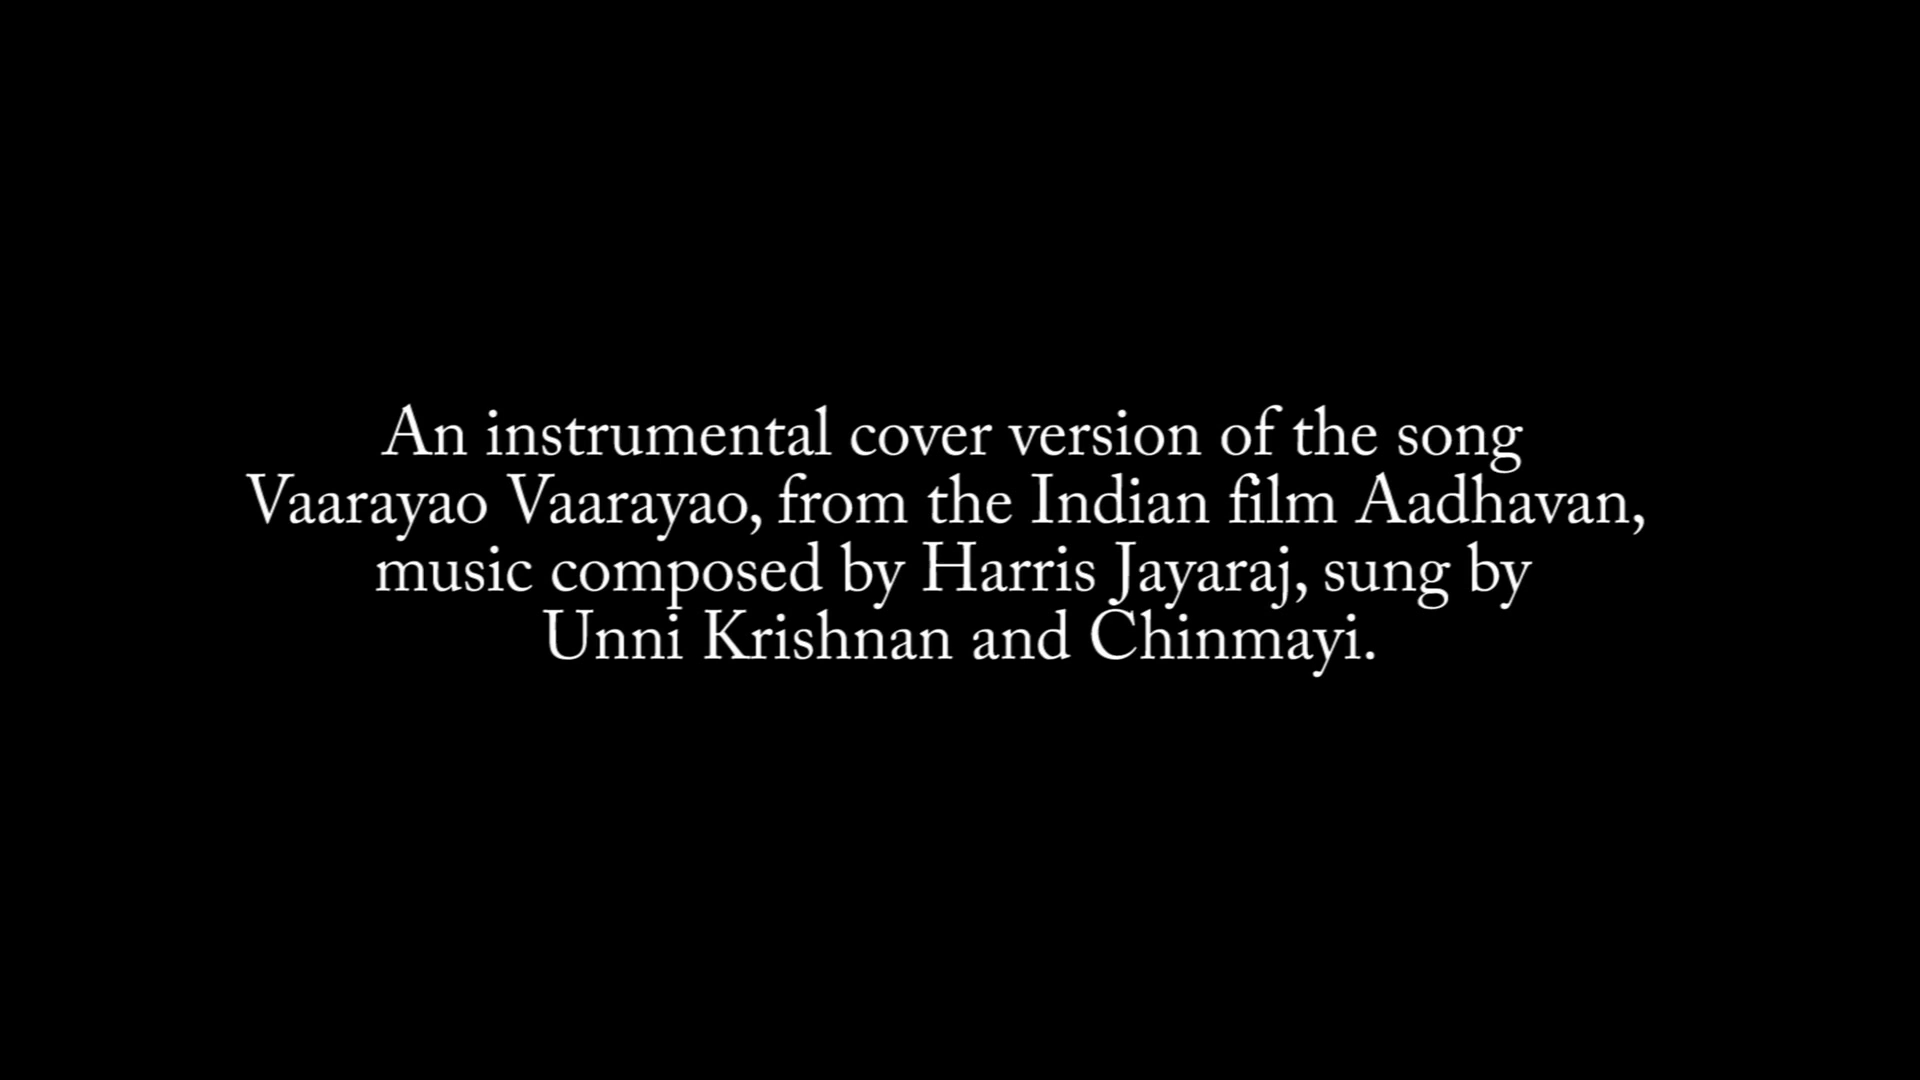 An instrumental cover version of the song
Vaarayao Vaarayao, from the Indian film Aadhavan,
music composed by Harris Jayaraj, sung by
Unni Krishnan and Chinmayi.